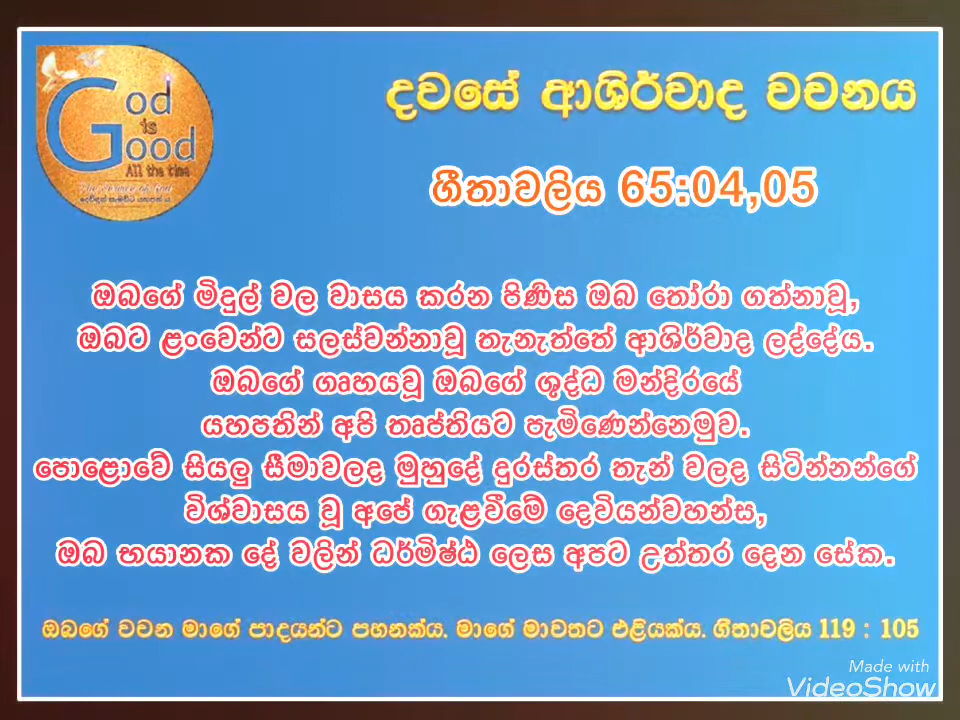 God
is
Good
All the time
දවසේ ආශිර්වාද වචනය
ගීතාවලිය 65:04,05
ඔබගේ මිදුල් වල වාසය කරන පිණිස ඔබ තෝරා ගත්නාවූ,
ඔබට ළංවෙන්ට සලස්වන්නාවූ තැනැත්තේ ආශිර්වාද ලද්දේය.
ඔබගේ ගෘහයවූ ඔබගේ ශුද්ධ මන්දිරයේ
යහපතින් අපි තෘප්තියට පැමිණෙන්නෙමුව.
පොළොවේ සියලු සීමාවලද මුහුදේ දුරස්තර තැන් වලද සිටින්නන්ගේ
විශ්වාසය වූ අපේ ගැළවීමේ දෙවියන්වහන්ස,
ඔබ භයානක දේ වලින් ධර්මිෂ්ඨ ලෙස අපට උත්තර දෙන සේක.
ඔබගේ වචන මාගේ පාදයන්ට පහනක්ය. මාගේ මාවතට එළියක්ය. ගීතාවලිය 119 : 105
Made with
VideoShow